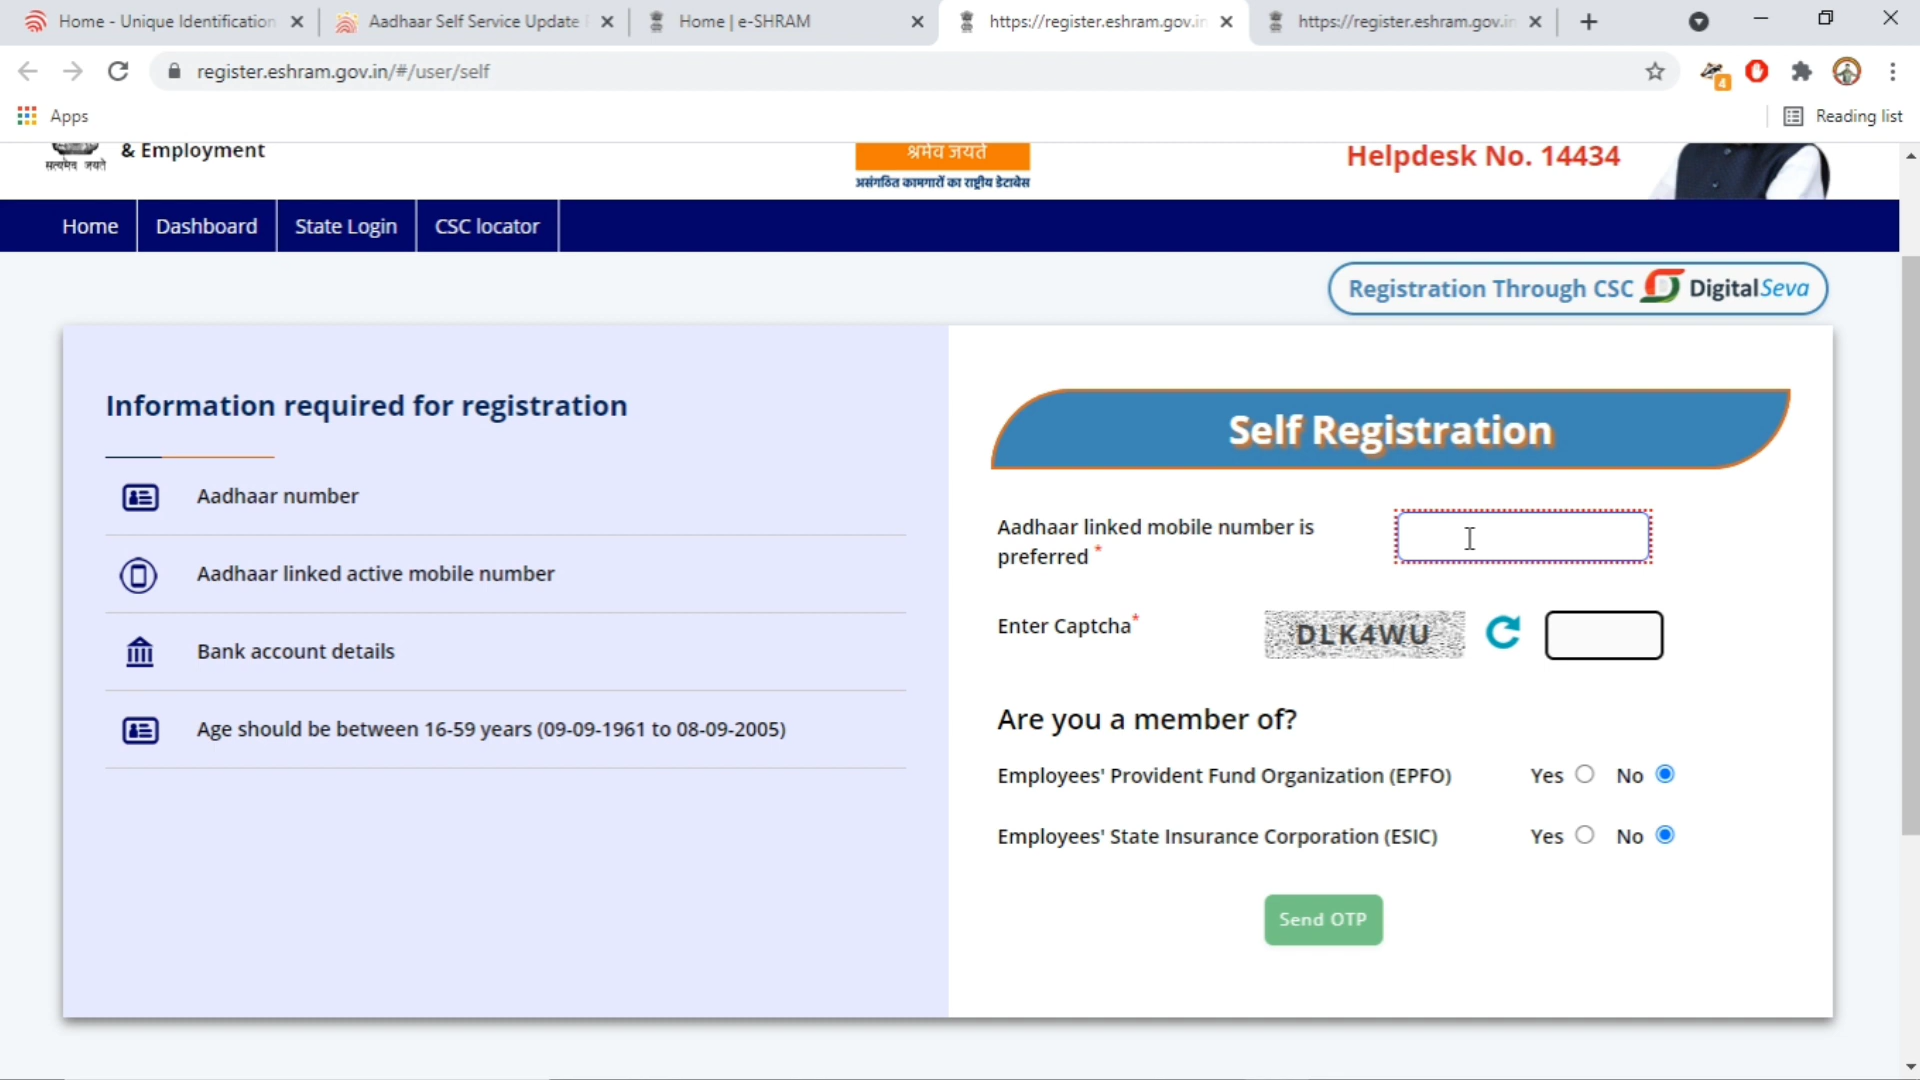 Home - Unique Identification
Aadhaar Self Service Update
Home | e-SHRAM
https://register.eshram.gov.in
https://register.eshram.gov.in
register.eshram.gov.in/#/user/self
4
Apps
Reading list
सत्यमेव जयते
& Employment
श्रमेव जयते
असंगठित कामगारों का राष्ट्रीय डेटाबेस
Helpdesk No. 14434
Home
Dashboard
State Login
CSC locator
Registration Through CSC DigitalSeva
Information required for registration
Aadhaar number
Aadhaar linked active mobile number
Bank account details
Age should be between 16-59 years (09-09-1961 to 08-09-2005)
Self Registration
Aadhaar linked mobile number is
preferred *
Enter Captcha*
DLK4WU
Are you a member of?
Employees' Provident Fund Organization (EPFO) Yes No
Employees' State Insurance Corporation (ESIC) Yes No
Send OTP